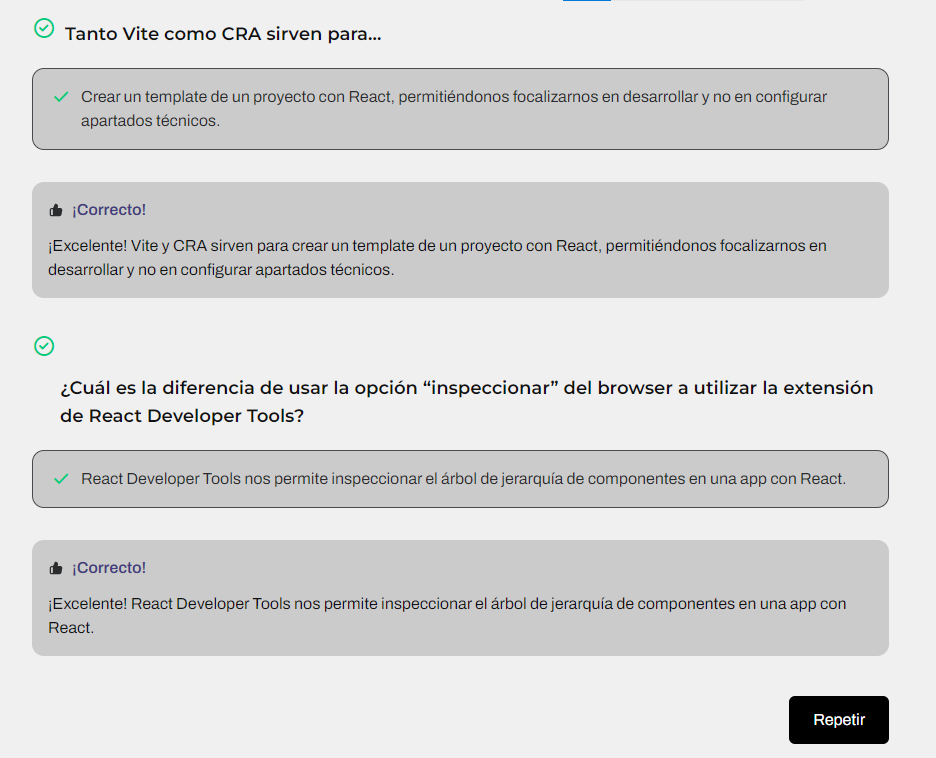 Tanto Vite como CRA sirven para...
Crear un template de un proyecto con React, permitiéndonos focalizarnos en desarrollar y no en configurar
apartados técnicos.
¡Correcto!
¡Excelente! Vite y CRA sirven para crear un template de un proyecto con React, permitiéndonos focalizarnos en
desarrollar y no en configurar apartados técnicos.
¿Cuál es la diferencia de usar la opción “inspeccionar” del browser a utilizar la extensión
de React Developer Tools?
React Developer Tools nos permite inspeccionar el árbol de jerarquía de componentes en una app con React.
¡Correcto!
¡Excelente! React Developer Tools nos permite inspeccionar el árbol de jerarquía de componentes en una app con
React.
Repetir